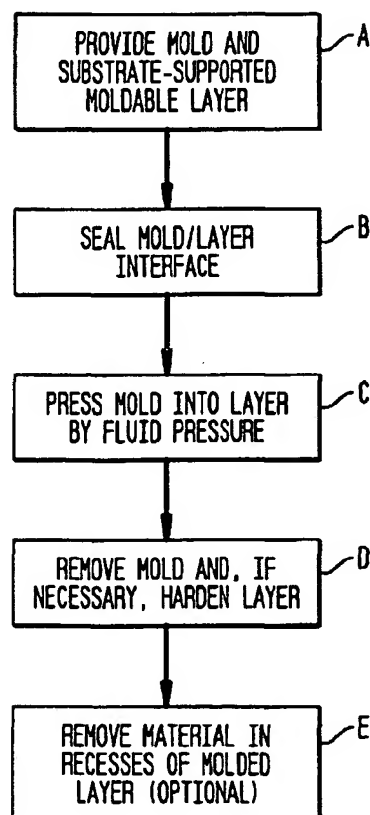 PROVIDE MOLD AND
SUBSTRATE-SUPPORTED
MOLDABLE LAYER
A
SEAL MOLD/LAYER
INTERFACE
B
PRESS MOLD INTO LAYER
BY FLUID PRESSURE
C
REMOVE MOLD AND, IF
NECESSARY, HARDEN LAYER
D
REMOVE MATERIAL IN
RECESSES OF MOLDED
LAYER (OPTIONAL)
E